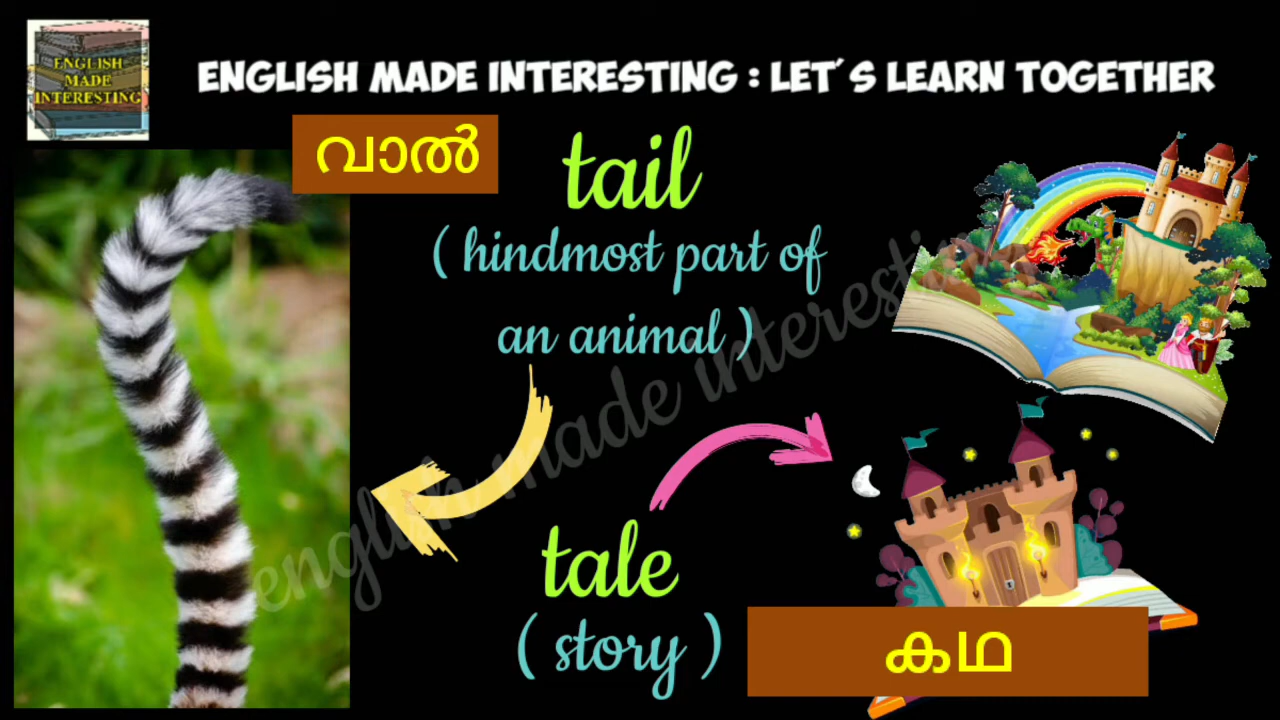 ENGLISH
MADE
INTERESTING
ENGLISH MADE INTERESTING : LET´S LEARN TOGETHER
വാൽ
tail
( hindmost part of
an animal )
english made interesting
tale
( story )
കഥ